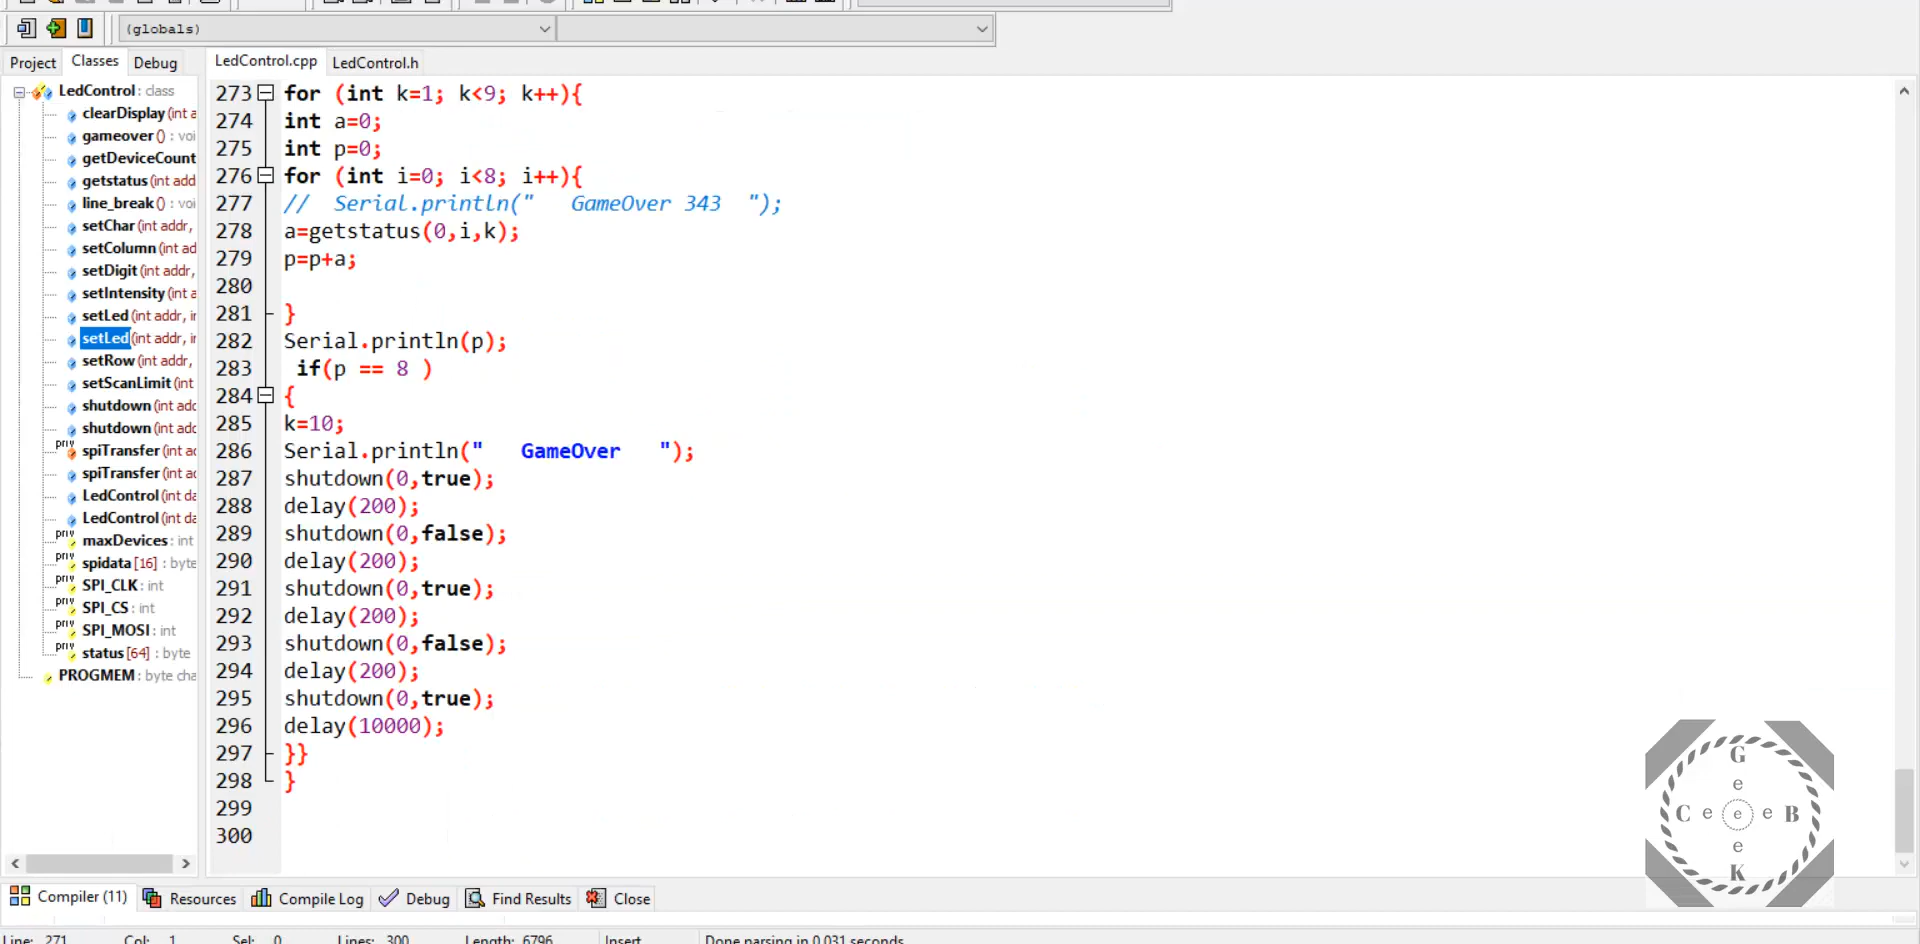 (globals)
Project Classes Debug
LedControl.cpp LedControl.h
LedControl : class
clearDisplay (int a
gameover () : voi
getDeviceCount
getstatus (int add
line_break () : voi
setChar (int addr,
setColumn (int ad
setDigit (int addr,
setIntensity (int a
setLed (int addr, in
setLed (int addr, in
setRow (int addr,
setScanLimit (int
shutdown (int add
shutdown (int add
spiTransfer (int ad
spiTransfer (int ad
LedControl (int da
LedControl (int da
maxDevices : int
spidata [16] : byte
SPI_CLK : int
SPI_CS : int
SPI_MOSI : int
status [64] : byte
PROGMEM : byte cha
273 for (int k=1; k<9; k++){
274 int a=0;
275 int p=0;
276 for (int i=0; i<8; i++){
277 //  Serial.println("   GameOver 343  ");
278 a=getstatus(0,i,k);
279 p=p+a;
280
281 }
282 Serial.println(p);
283  if(p == 8 )
284 {
285 k=10;
286 Serial.println("   GameOver   ");
287 shutdown(0,true);
288 delay(200);
289 shutdown(0,false);
290 delay(200);
291 shutdown(0,true);
292 delay(200);
293 shutdown(0,false);
294 delay(200);
295 shutdown(0,true);
296 delay(10000);
297 }}
298 }
299
300
G
e
C e e e B
e
K
Compiler (11) Resources Compile Log Debug Find Results Close
Line: 271 Col: 1 Sel: 0 Lines: 300 Length: 6796 Insert Done parsing in 0.031 seconds